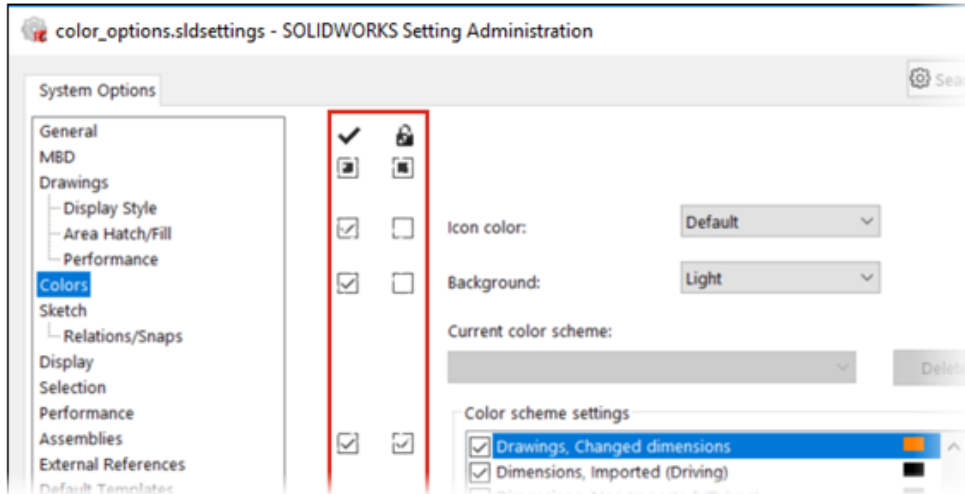 color_options.sldsettings - SOLIDWORKS Setting Administration
System Options
General
MBD
Drawings
Display Style
Area Hatch/Fill
Performance
Colors
Sketch
Relations/Snaps
Display
Selection
Performance
Assemblies
External References
Default Templates
Icon color:
Default
Background:
Light
Current color scheme:
Color scheme settings
Drawings, Changed dimensions
Dimensions, Imported (Driving)